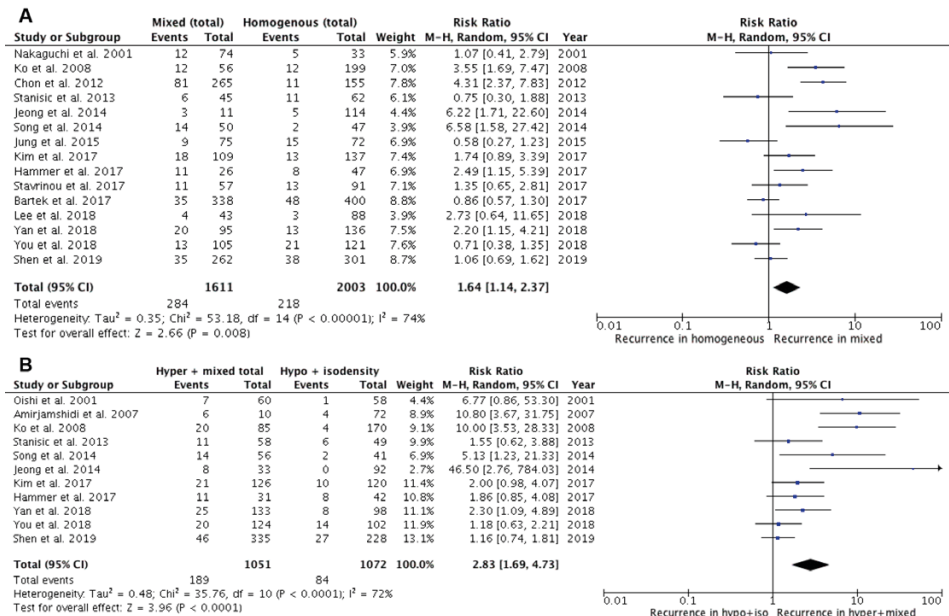 A
Mixed (total) Homogenous (total) Risk Ratio Risk Ratio
Study or Subgroup Events Total Events Total Weight M-H, Random, 95% CI Year M-H, Random, 95% CI
Nakaguchi et al. 2001 12 74 5 33 5.9% 1.07 [0.41, 2.79] 2001
Ko et al. 2008 12 56 12 199 7.0% 3.55 [1.69, 7.47] 2008
Chon et al. 2012 81 265 11 155 7.8% 4.31 [2.37, 7.83] 2012
Stanisic et al. 2013 6 45 11 62 6.1% 0.75 [0.30, 1.88] 2013
Jeong et al. 2014 3 11 5 114 4.4% 6.22 [1.71, 22.60] 2014
Song et al. 2014 14 50 2 47 3.9% 6.58 [1.58, 27.42] 2014
Jung et al. 2015 9 75 15 72 7.0% 0.58 [0.27, 1.23] 2015
Kim et al. 2017 18 109 13 137 7.4% 1.74 [0.89, 3.39] 2017
Hammer et al. 2017 11 26 8 47 6.9% 2.49 [1.15, 5.39] 2017
Stavrinou et al. 2017 11 57 13 91 7.1% 1.35 [0.65, 2.81] 2017
Bartek et al. 2017 35 338 48 400 8.8% 0.86 [0.57, 1.30] 2017
Lee et al. 2018 4 43 3 88 3.9% 2.73 [0.64, 11.65] 2018
Yan et al. 2018 20 95 13 136 7.6% 2.20 [1.15, 4.21] 2018
You et al. 2018 13 105 21 121 7.6% 0.71 [0.38, 1.35] 2018
Shen et al. 2019 35 262 38 301 8.7% 1.06 [0.69, 1.62] 2019
Total (95% CI) 1611 2003 100.0% 1.64 [1.14, 2.37]
Total events 284 218
Heterogeneity: Tau² = 0.35; Chi² = 53.18, df = 14 (P < 0.00001); I² = 74%
Test for overall effect: Z = 2.66 (P = 0.008)
0.01 0.1 1 10 100
Recurrence in homogeneous Recurrence in mixed
B
Hyper + mixed total Hypo + isodensity Risk Ratio Risk Ratio
Study or Subgroup Events Total Events Total Weight M-H, Random, 95% CI Year M-H, Random, 95% CI
Oishi et al. 2001 7 60 1 58 4.4% 6.77 [0.86, 53.30] 2001
Amirjamshidi et al. 2007 6 10 4 72 8.9% 10.80 [3.67, 31.75] 2007
Ko et al. 2008 20 85 4 170 9.1% 10.00 [3.53, 28.33] 2008
Stanisic et al. 2013 11 58 6 49 9.9% 1.55 [0.62, 3.88] 2013
Song et al. 2014 14 56 2 41 6.9% 5.13 [1.23, 21.33] 2014
Jeong et al. 2014 8 33 0 92 2.7% 46.50 [2.76, 784.03] 2014
Kim et al. 2017 21 126 10 120 11.4% 2.00 [0.98, 4.07] 2017
Hammer et al. 2017 11 31 8 42 10.8% 1.86 [0.85, 4.08] 2017
Yan et al. 2018 25 133 8 98 11.1% 2.30 [1.09, 4.89] 2018
You et al. 2018 20 124 14 102 11.9% 1.18 [0.63, 2.21] 2018
Shen et al. 2019 46 335 27 228 13.1% 1.16 [0.74, 1.81] 2019
Total (95% CI) 1051 1072 100.0% 2.83 [1.69, 4.73]
Total events 189 84
Heterogeneity: Tau² = 0.48; Chi² = 35.76, df = 10 (P < 0.0001); I² = 72%
Test for overall effect: Z = 3.96 (P < 0.0001)
0.01 0.1 1 10 100
Recurrence in hypo+iso Recurrence in hyper+mixed